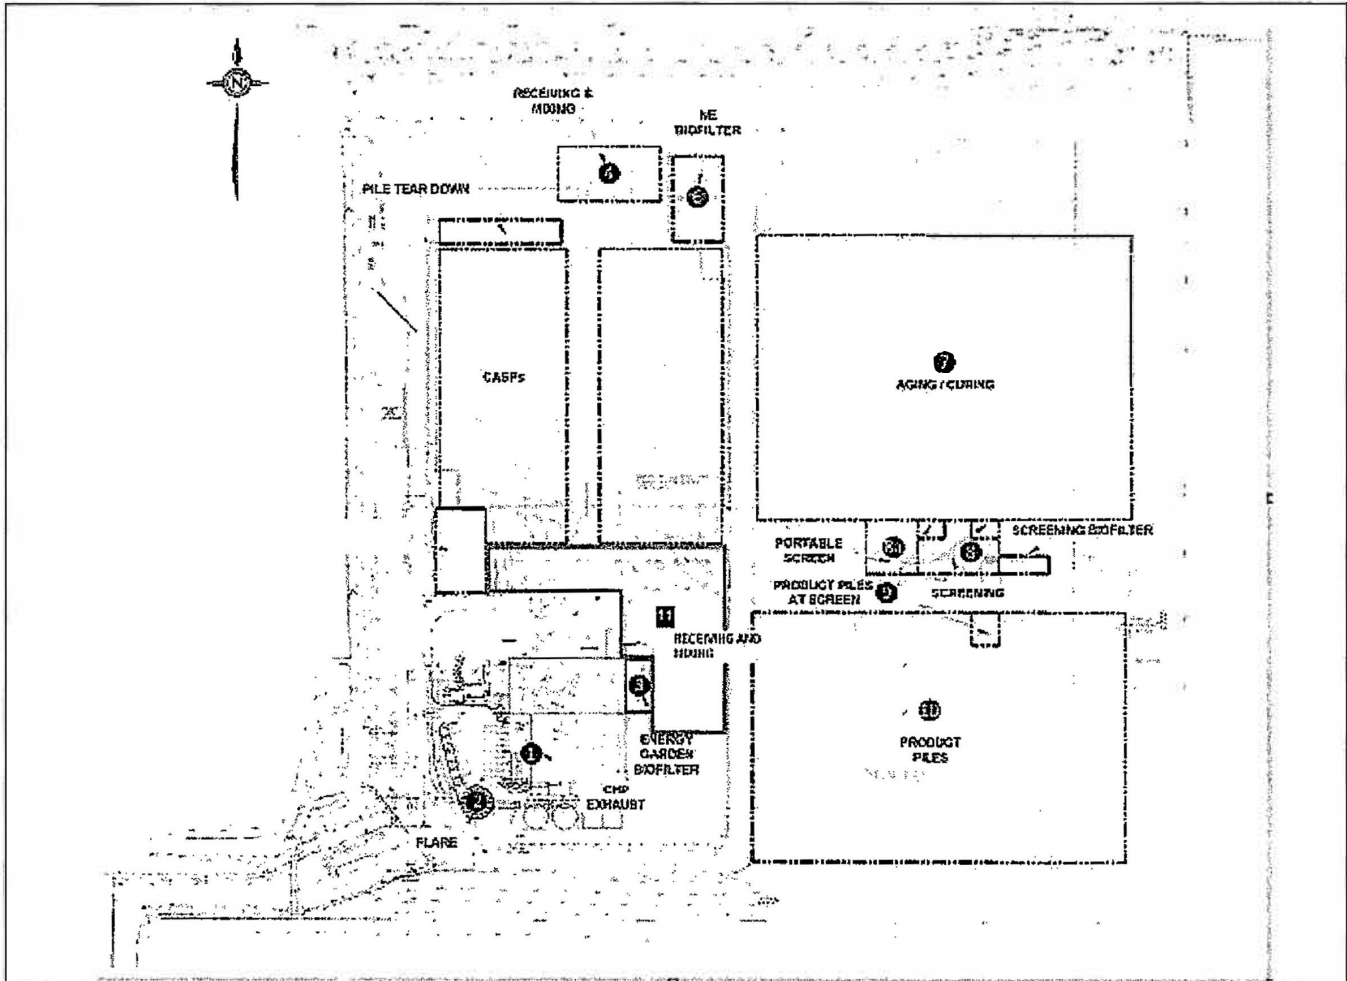 N
RECEIVING &
MIXING
NE
BIOFILTER
PILE TEAR DOWN
CASPs
7
AGING / CURING
PORTABLE
SCREEN
8a
8
SCREENING BIOFILTER
PRODUCT PILES
AT SCREEN
9
SCREENING
11
RECEIVING AND
MIXING
3
ENERGY
GARDEN
BIOFILTER
1
CHP
EXHAUST
2
FLARE
10
PRODUCT
PILES